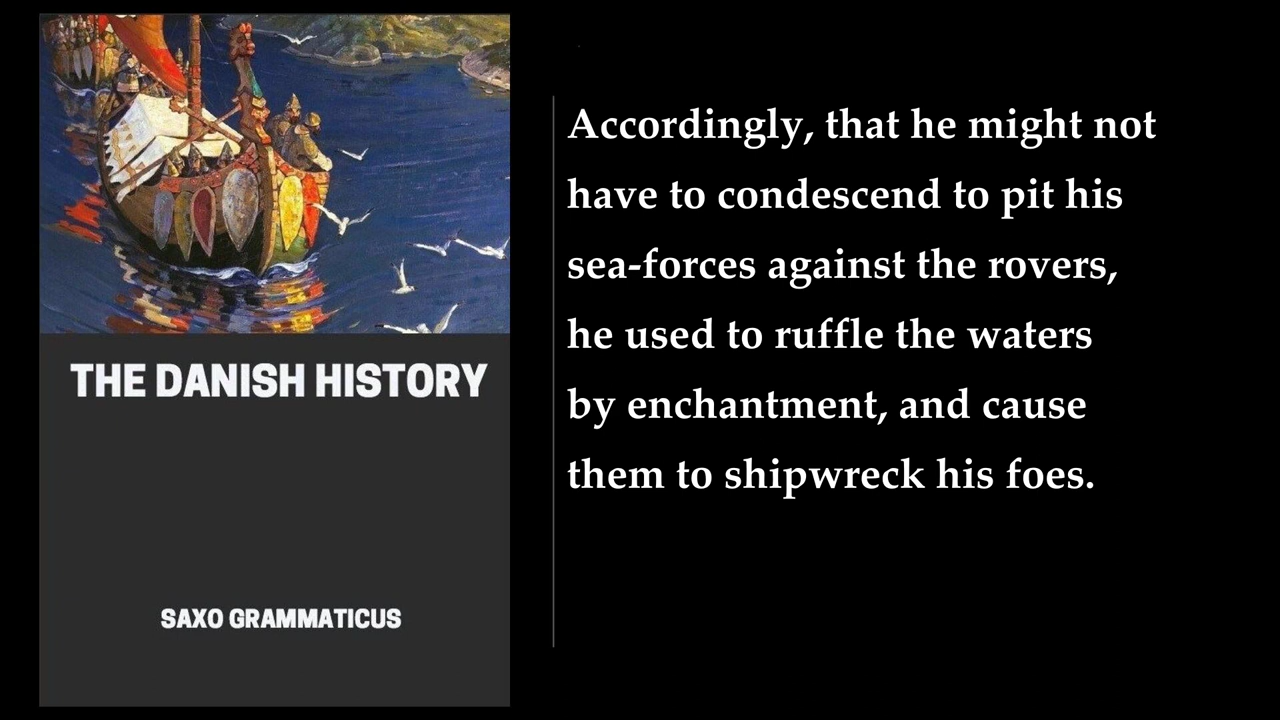 THE DANISH HISTORY
SAXO GRAMMATICUS
Accordingly, that he might not
have to condescend to pit his
sea-forces against the rovers,
he used to ruffle the waters
by enchantment, and cause
them to shipwreck his foes.